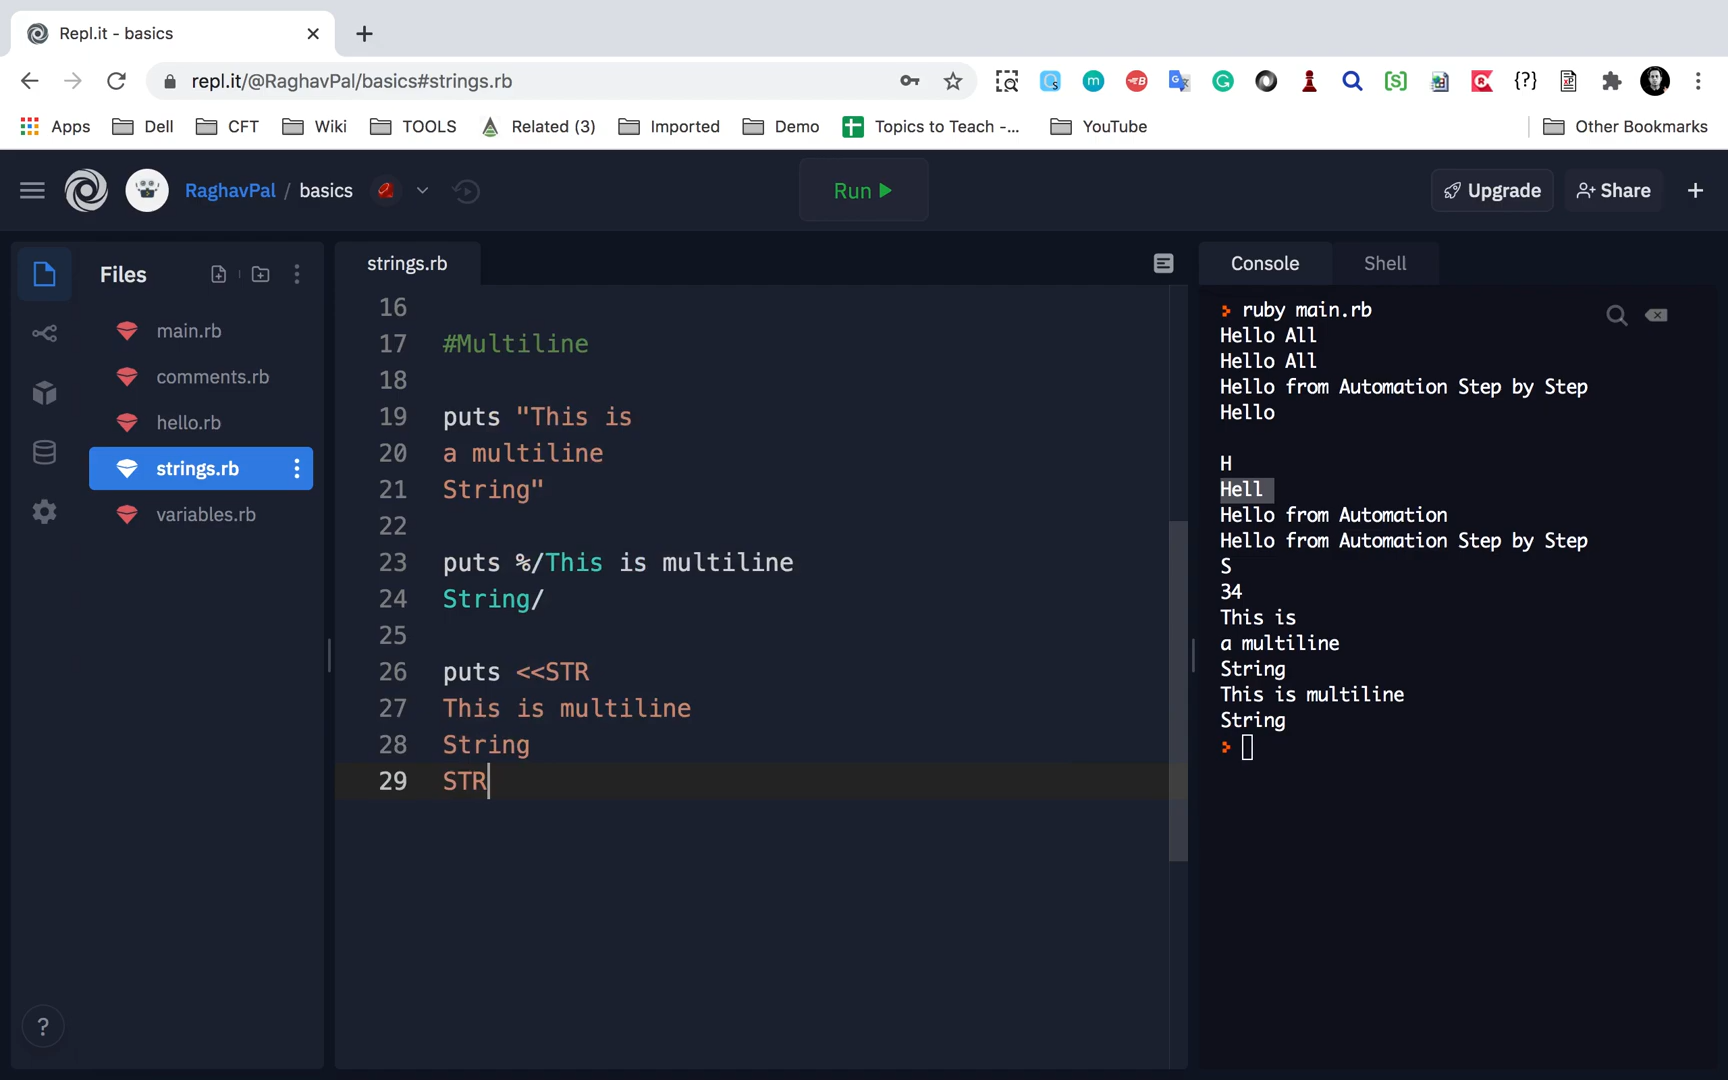 Repl.it - basics
repl.it/@RaghavPal/basics#strings.rb
Apps
Dell
CFT
Wiki
TOOLS
Related (3)
Imported
Demo
Topics to Teach -...
YouTube
Other Bookmarks
RaghavPal / basics
Run
Upgrade
Share
Files
main.rb
comments.rb
hello.rb
strings.rb
variables.rb
strings.rb
16
17 #Multiline
18
19 puts "This is
20 a multiline
21 String"
22
23 puts %/This is multiline
24 String/
25
26 puts <<STR
27 This is multiline
28 String
29 STR
Console
Shell
ruby main.rb
Hello All
Hello All
Hello from Automation Step by Step
Hello
H
Hell
Hello from Automation
Hello from Automation Step by Step
S
34
This is
a multiline
String
This is multiline
String
?